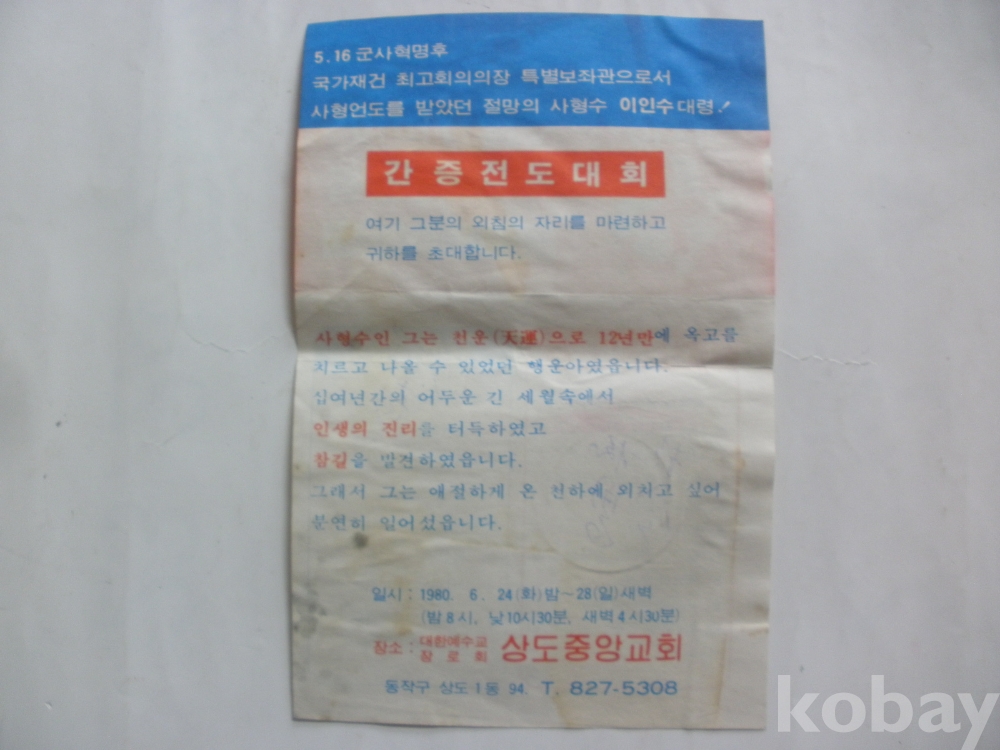 5.16 군사혁명후
국가재건 최고회의의장 특별보좌관으로서
사형언도를 받았던 절망의 사형수 이인수대령!
간증전도대회
여기 그분의 외침의 자리를 마련하고
귀하를 초대합니다.
사형수인 그는 천운(天運)으로 12년만에 옥고를
치르고 나올 수 있었던 행운아였읍니다.
십여년간의 어두운 긴 세월속에서
인생의 진리를 터득하였고
참길을 발견하였읍니다.
그래서 그는 애절하게 온 천하에 외치고 싶어
분연히 일어섰읍니다.
일시 : 1980. 6. 24(화)밤~28(일)새벽
(밤8시, 낮10시30분, 새벽4시30분)
장소 : 대한예수교 장로회 상도중앙교회
동작구 상도1동 94. T. 827-5308
kobay